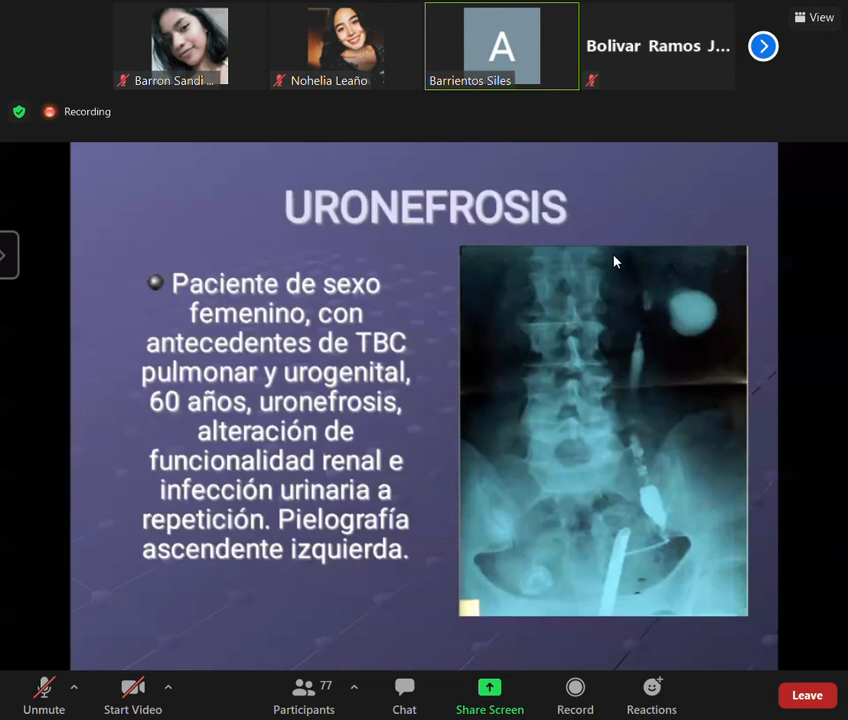 View
Barron Sandi ...
Nohelia Leaño
A
Barrientos Siles
Bolivar Ramos J...
Recording
URONEFROSIS
Paciente de sexo
femenino, con
antecedentes de TBC
pulmonar y urogenital,
60 años, uronefrosis,
alteración de
funcionalidad renal e
infección urinaria a
repetición. Pielografía
ascendente izquierda.
Unmute
Start Video
Participants
77
Chat
Share Screen
Record
Reactions
Leave